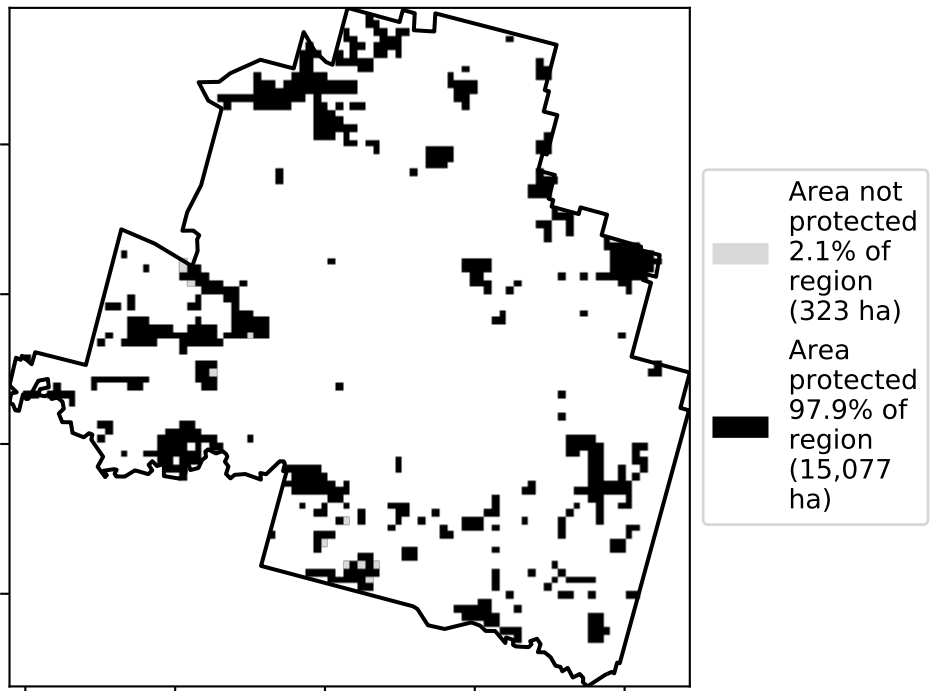 Area not
protected
2.1% of
region
(323 ha)
Area
protected
97.9% of
region
(15,077
ha)